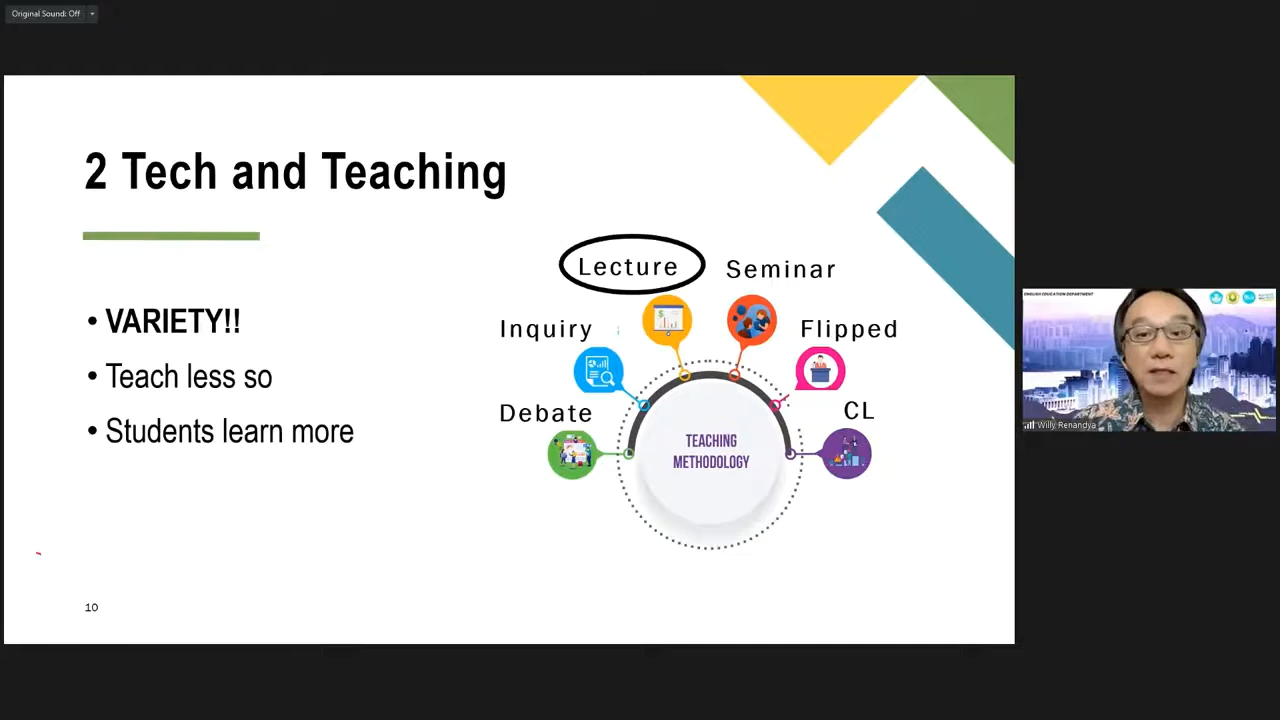 Original Sound: Off
2 Tech and Teaching
• VARIETY!!
• Teach less so
• Students learn more
Lecture
Seminar
Inquiry
Flipped
Debate
CL
TEACHING
METHODOLOGY
10
ENGLISH EDUCATION DEPARTMENT
Willy Renandya